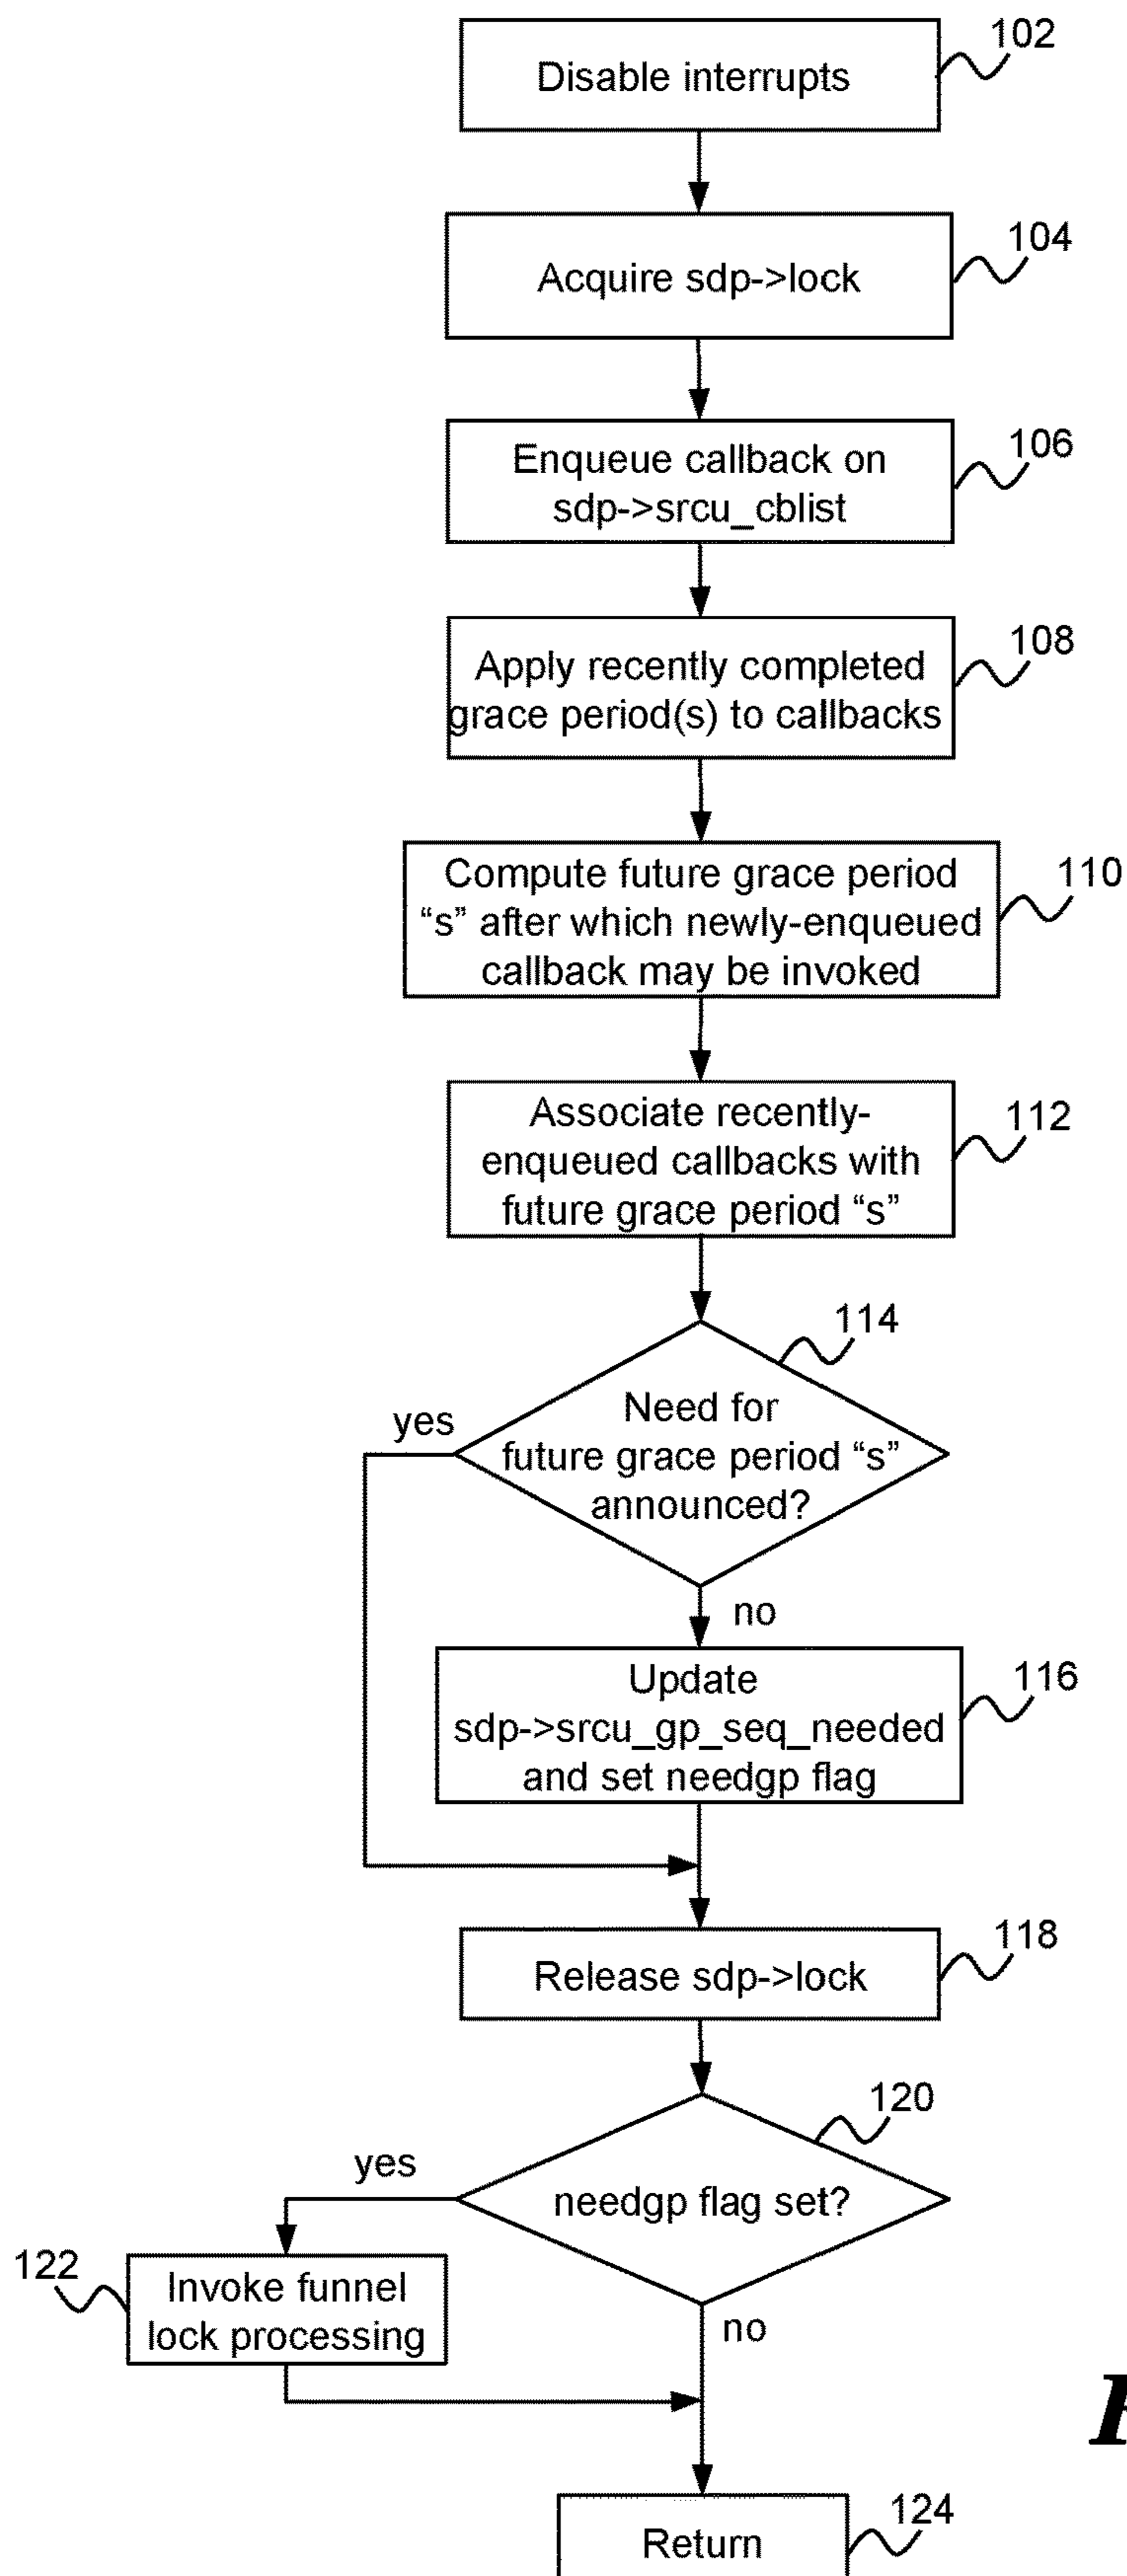 102
Disable interrupts
104
Acquire sdp->lock
106
Enqueue callback on
sdp->srcu_cblist
108
Apply recently completed
grace period(s) to callbacks
110
Compute future grace period
“s” after which newly-enqueued
callback may be invoked
112
Associate recently-
enqueued callbacks with
future grace period “s”
114
Need for
future grace period “s”
announced?
yes
no
116
Update
sdp->srcu_gp_seq_needed
and set needgp flag
118
Release sdp->lock
120
needgp flag set?
yes
no
122
Invoke funnel
lock processing
124
Return